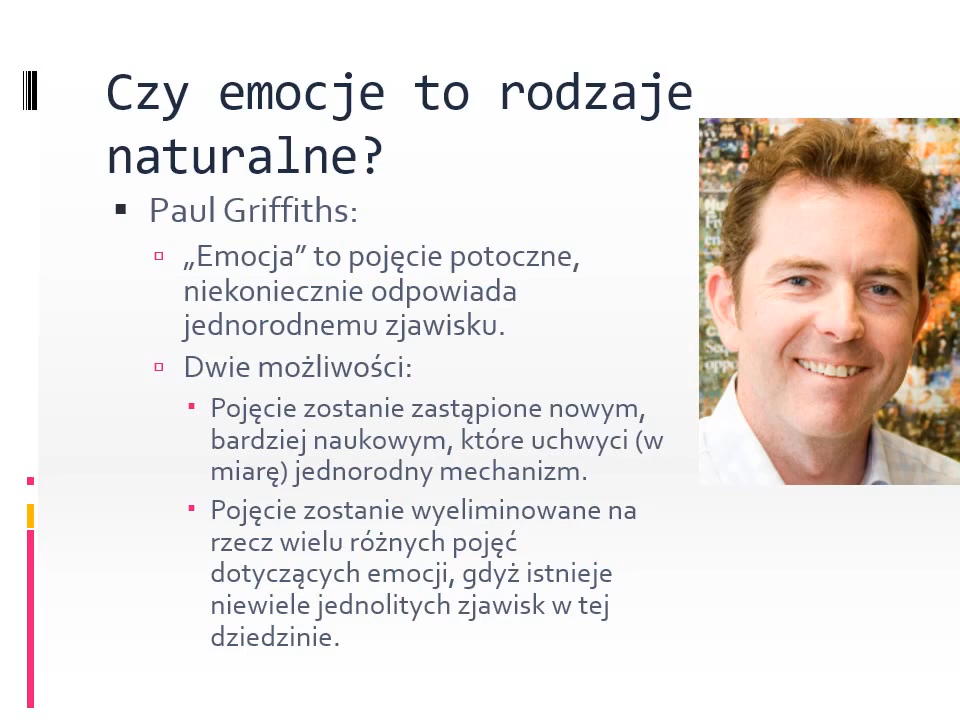 Czy emocje to rodzaje
naturalne?
Paul Griffiths:
„Emocja” to pojęcie potoczne,
niekoniecznie odpowiada
jednorodnemu zjawisku.
Dwie możliwości:
Pojęcie zostanie zastąpione nowym,
bardziej naukowym, które uchwyci (w
miarę) jednorodny mechanizm.
Pojęcie zostanie wyeliminowane na
rzecz wielu różnych pojęć
dotyczących emocji, gdyż istnieje
niewiele jednolitych zjawisk w tej
dziedzinie.